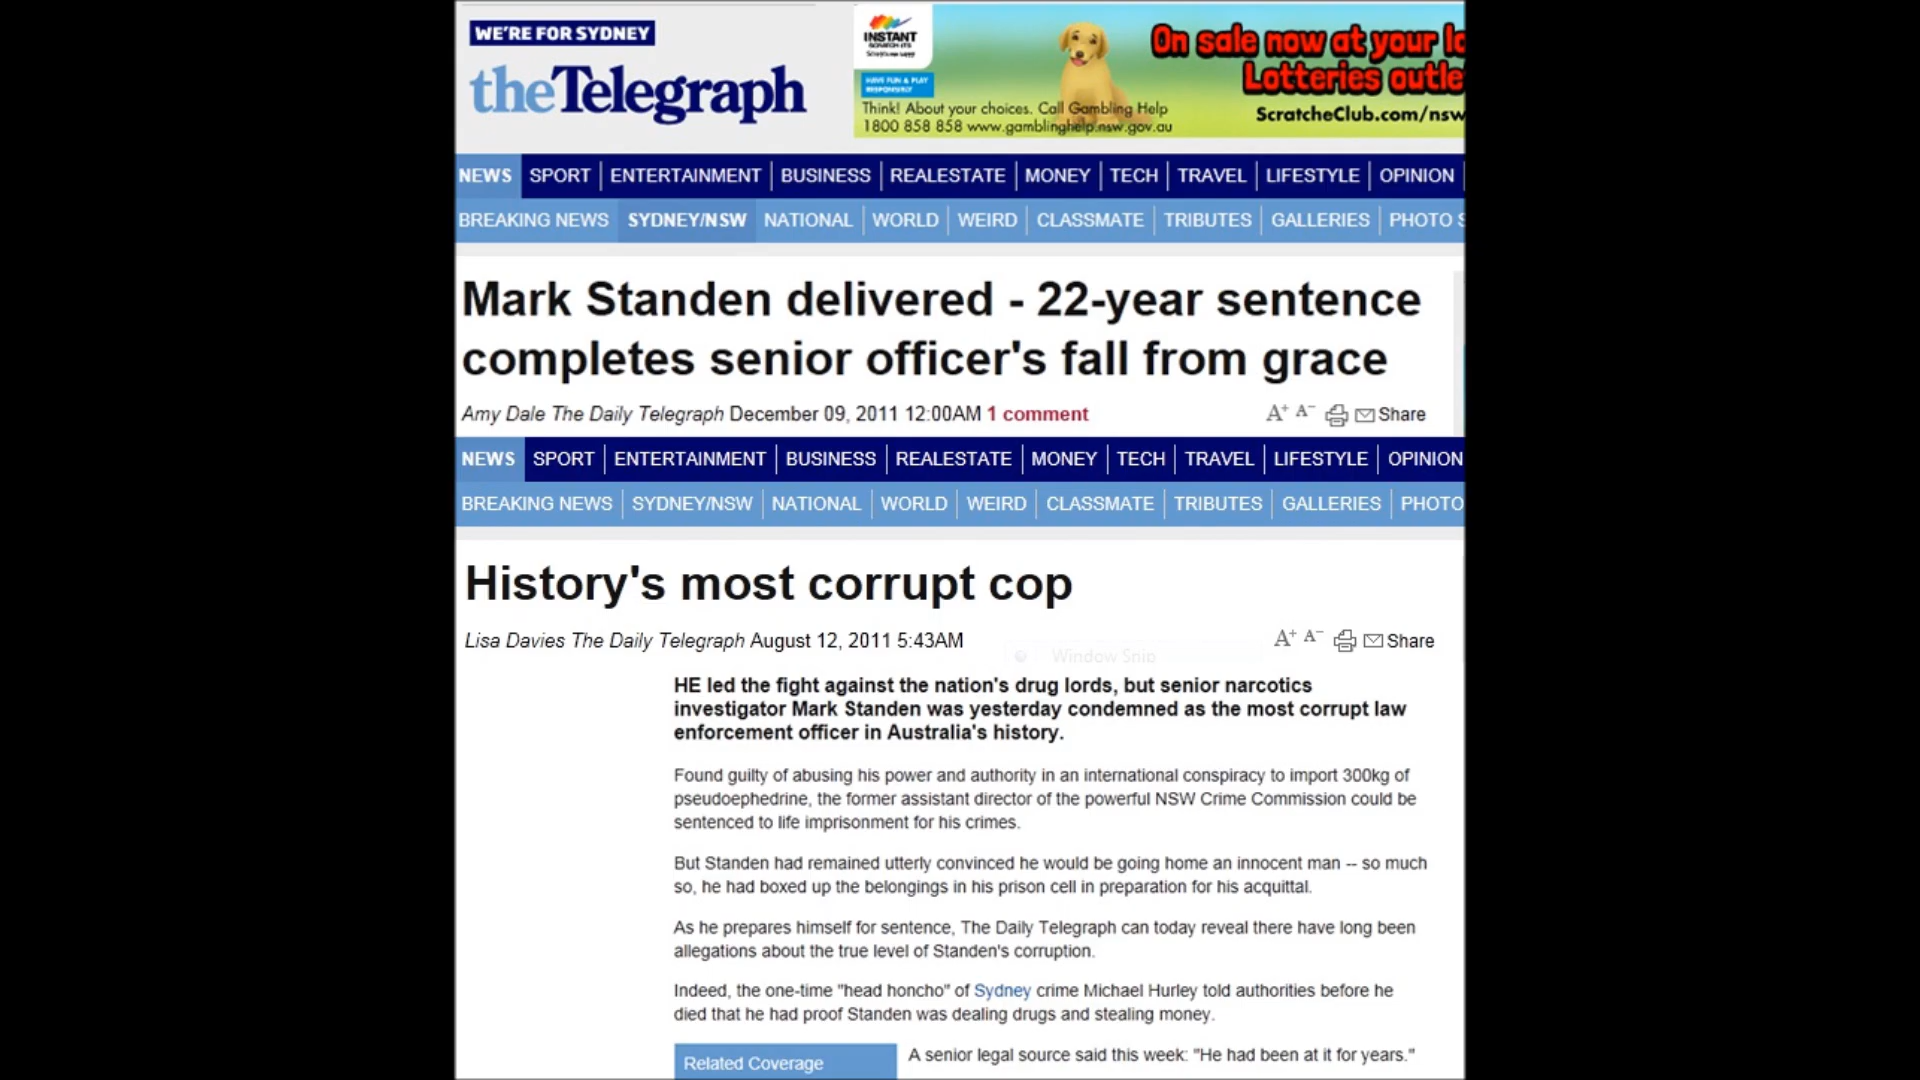 WE'RE FOR SYDNEY
theTelegraph
INSTANT
SCRATCH-ITS
HAVE FUN & PLAY
RESPONSIBLY
Think! About your choices. Call Gambling Help
1800 858 858 www.gamblinghelp.nsw.gov.au
On sale now at your lo
Lotteries outle
ScratcheClub.com/nsw
NEWS SPORT ENTERTAINMENT BUSINESS REALESTATE MONEY TECH TRAVEL LIFESTYLE OPINION
BREAKING NEWS SYDNEY/NSW NATIONAL WORLD WEIRD CLASSMATE TRIBUTES GALLERIES PHOTO S
Mark Standen delivered - 22-year sentence
completes senior officer's fall from grace
Amy Dale The Daily Telegraph December 09, 2011 12:00AM 1 comment A+ A− Share
NEWS SPORT ENTERTAINMENT BUSINESS REALESTATE MONEY TECH TRAVEL LIFESTYLE OPINION
BREAKING NEWS SYDNEY/NSW NATIONAL WORLD WEIRD CLASSMATE TRIBUTES GALLERIES PHOTO
History's most corrupt cop
Lisa Davies The Daily Telegraph August 12, 2011 5:43AM A+ A− Share
Window Snip
HE led the fight against the nation's drug lords, but senior narcotics
investigator Mark Standen was yesterday condemned as the most corrupt law
enforcement officer in Australia's history.
Found guilty of abusing his power and authority in an international conspiracy to import 300kg of
pseudoephedrine, the former assistant director of the powerful NSW Crime Commission could be
sentenced to life imprisonment for his crimes.
But Standen had remained utterly convinced he would be going home an innocent man -- so much
so, he had boxed up the belongings in his prison cell in preparation for his acquittal.
As he prepares himself for sentence, The Daily Telegraph can today reveal there have long been
allegations about the true level of Standen's corruption.
Indeed, the one-time "head honcho" of Sydney crime Michael Hurley told authorities before he
died that he had proof Standen was dealing drugs and stealing money.
Related Coverage
A senior legal source said this week: "He had been at it for years."